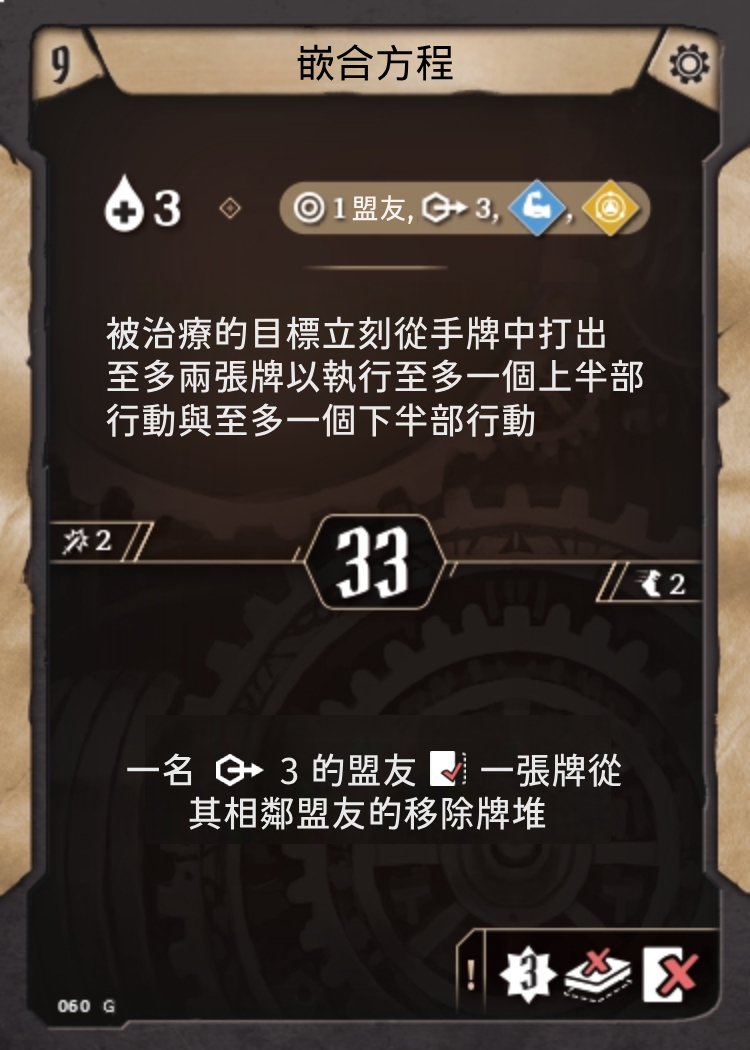 9
嵌合方程
3
1盟友, 3, ,
被治療的目標立刻從手牌中打出
至多兩張牌以執行至多一個上半部
行動與至多一個下半部行動
2
33
2
一名 3 的盟友 一張牌從
其相鄰盟友的移除牌堆
! 3
060 G